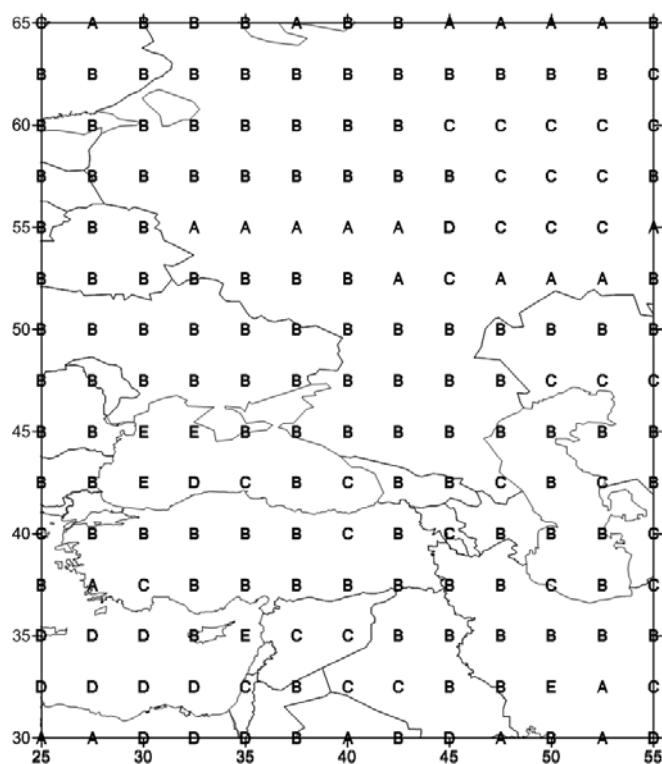 65 C A B B B A B B A A A A B
B B B B B B B B B B B B C
60 B B B B B B B B C C C C C
B B B B B B B B B C C C B
55 B B B A A A A A D C C C A
B B B B B B B A C A A A B
50 B B B B B B B B B B B B B
B B B B B B B B B B C C C
45 B B E E B B B B B B B B B
B B E D C B C B B C B C B
40 C B B B B B C B C B B B C
B A C B B B B B B B C B C
35 D D D B E C C B B B B B B
D D D D C B C C B B E A C
30 A A D D D B A B D A B A D
25 30 35 40 45 50 55